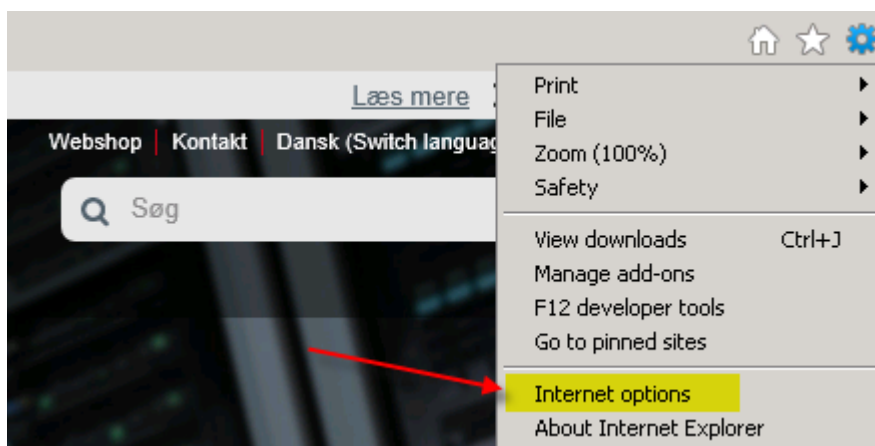 Læs mere
Webshop Kontakt Dansk (Switch
Søg
Print
File
Zoom (100%)
Safety
View downloads Ctrl+J
Manage add-ons
F12 developer tools
Go to pinned sites
Internet options
About Internet Explorer